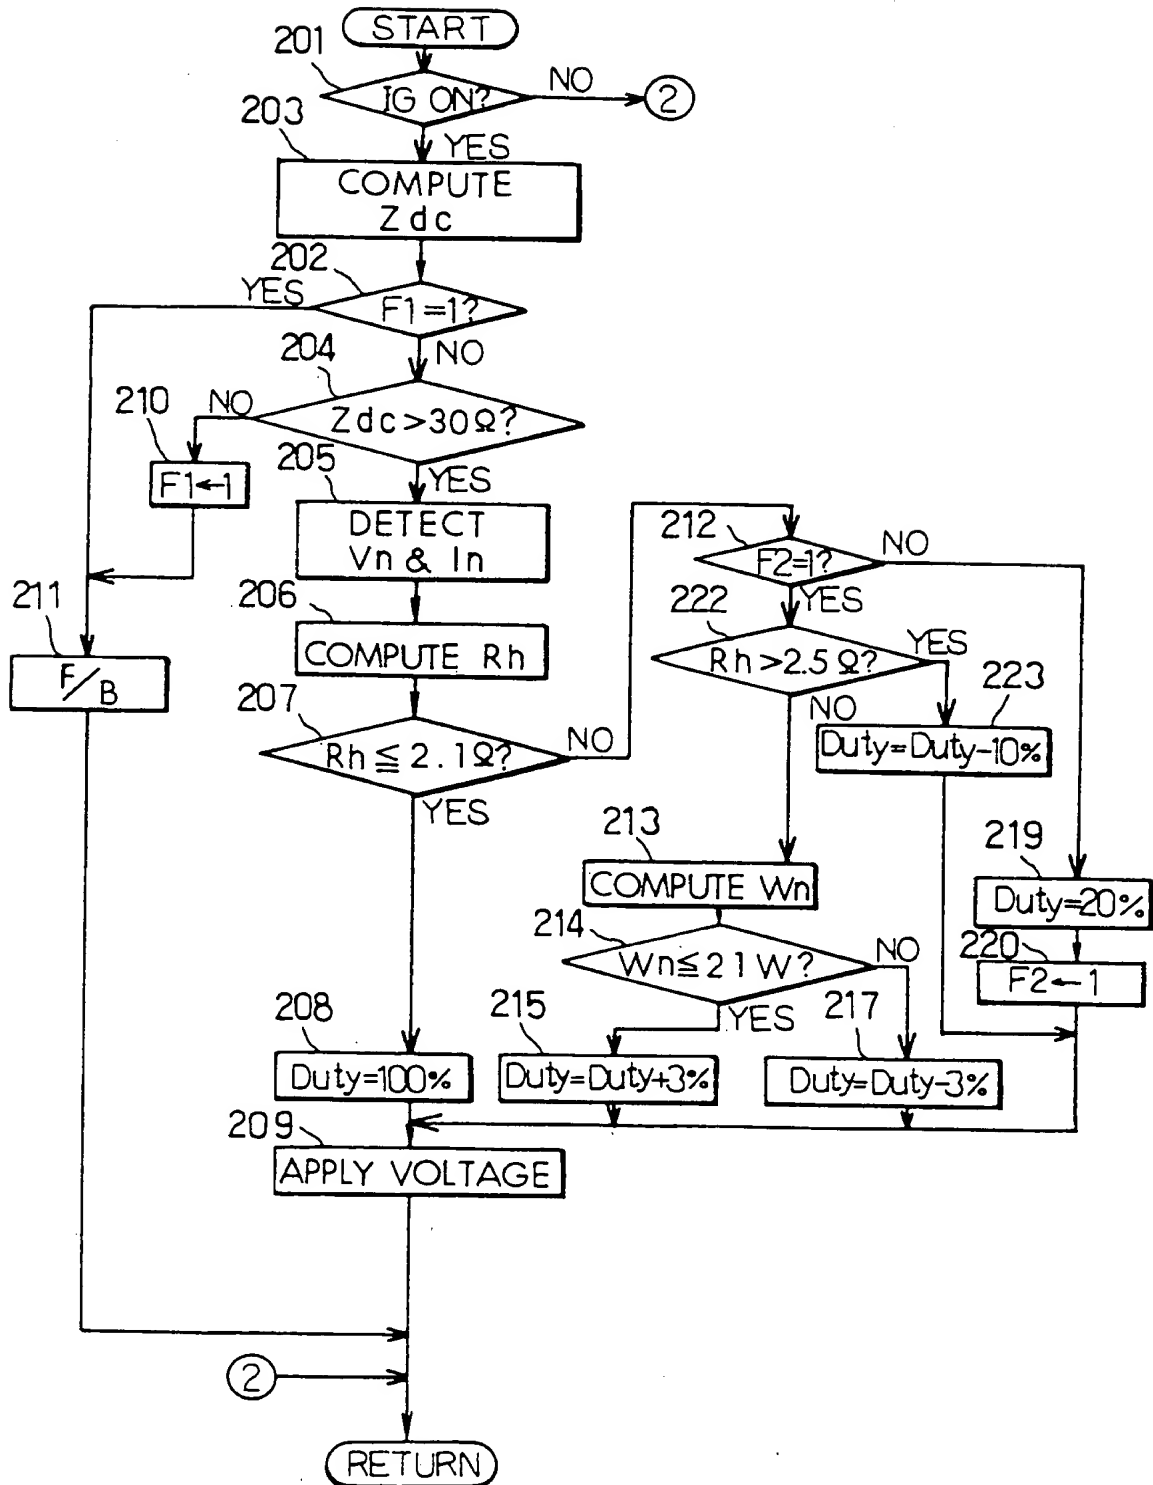 START
201
IG ON?
NO
2
YES
203
COMPUTE
Zdc
202
YES
F1=1?
NO
204
210
NO
Zdc>30Ω?
F1←1
205
YES
DETECT
Vn & In
212
F2=1?
NO
YES
211
F/B
206
COMPUTE Rh
222
Rh>2.5Ω?
YES
223
NO
Duty=Duty-10%
207
Rh≦2.1Ω?
NO
YES
213
COMPUTE Wn
219
Duty=20%
214
Wn≦21W?
NO
220
F2←1
YES
208
Duty=100%
215
Duty=Duty+3%
217
Duty=Duty-3%
209
APPLY VOLTAGE
2
RETURN